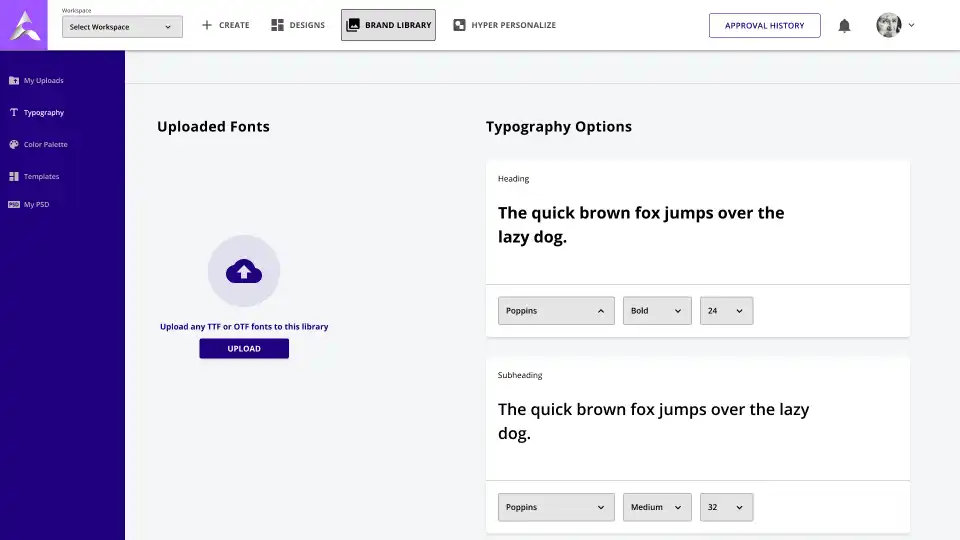 Workspace
Select Workspace
CREATE
DESIGNS
BRAND LIBRARY
HYPER PERSONALIZE
APPROVAL HISTORY
My Uploads
Typography
Color Palette
Templates
My PSD
Uploaded Fonts
Upload any TTF or OTF fonts to this library
UPLOAD
Typography Options
Heading
The quick brown fox jumps over the
lazy dog.
Poppins
Bold
24
Subheading
The quick brown fox jumps over the lazy
dog.
Poppins
Medium
32